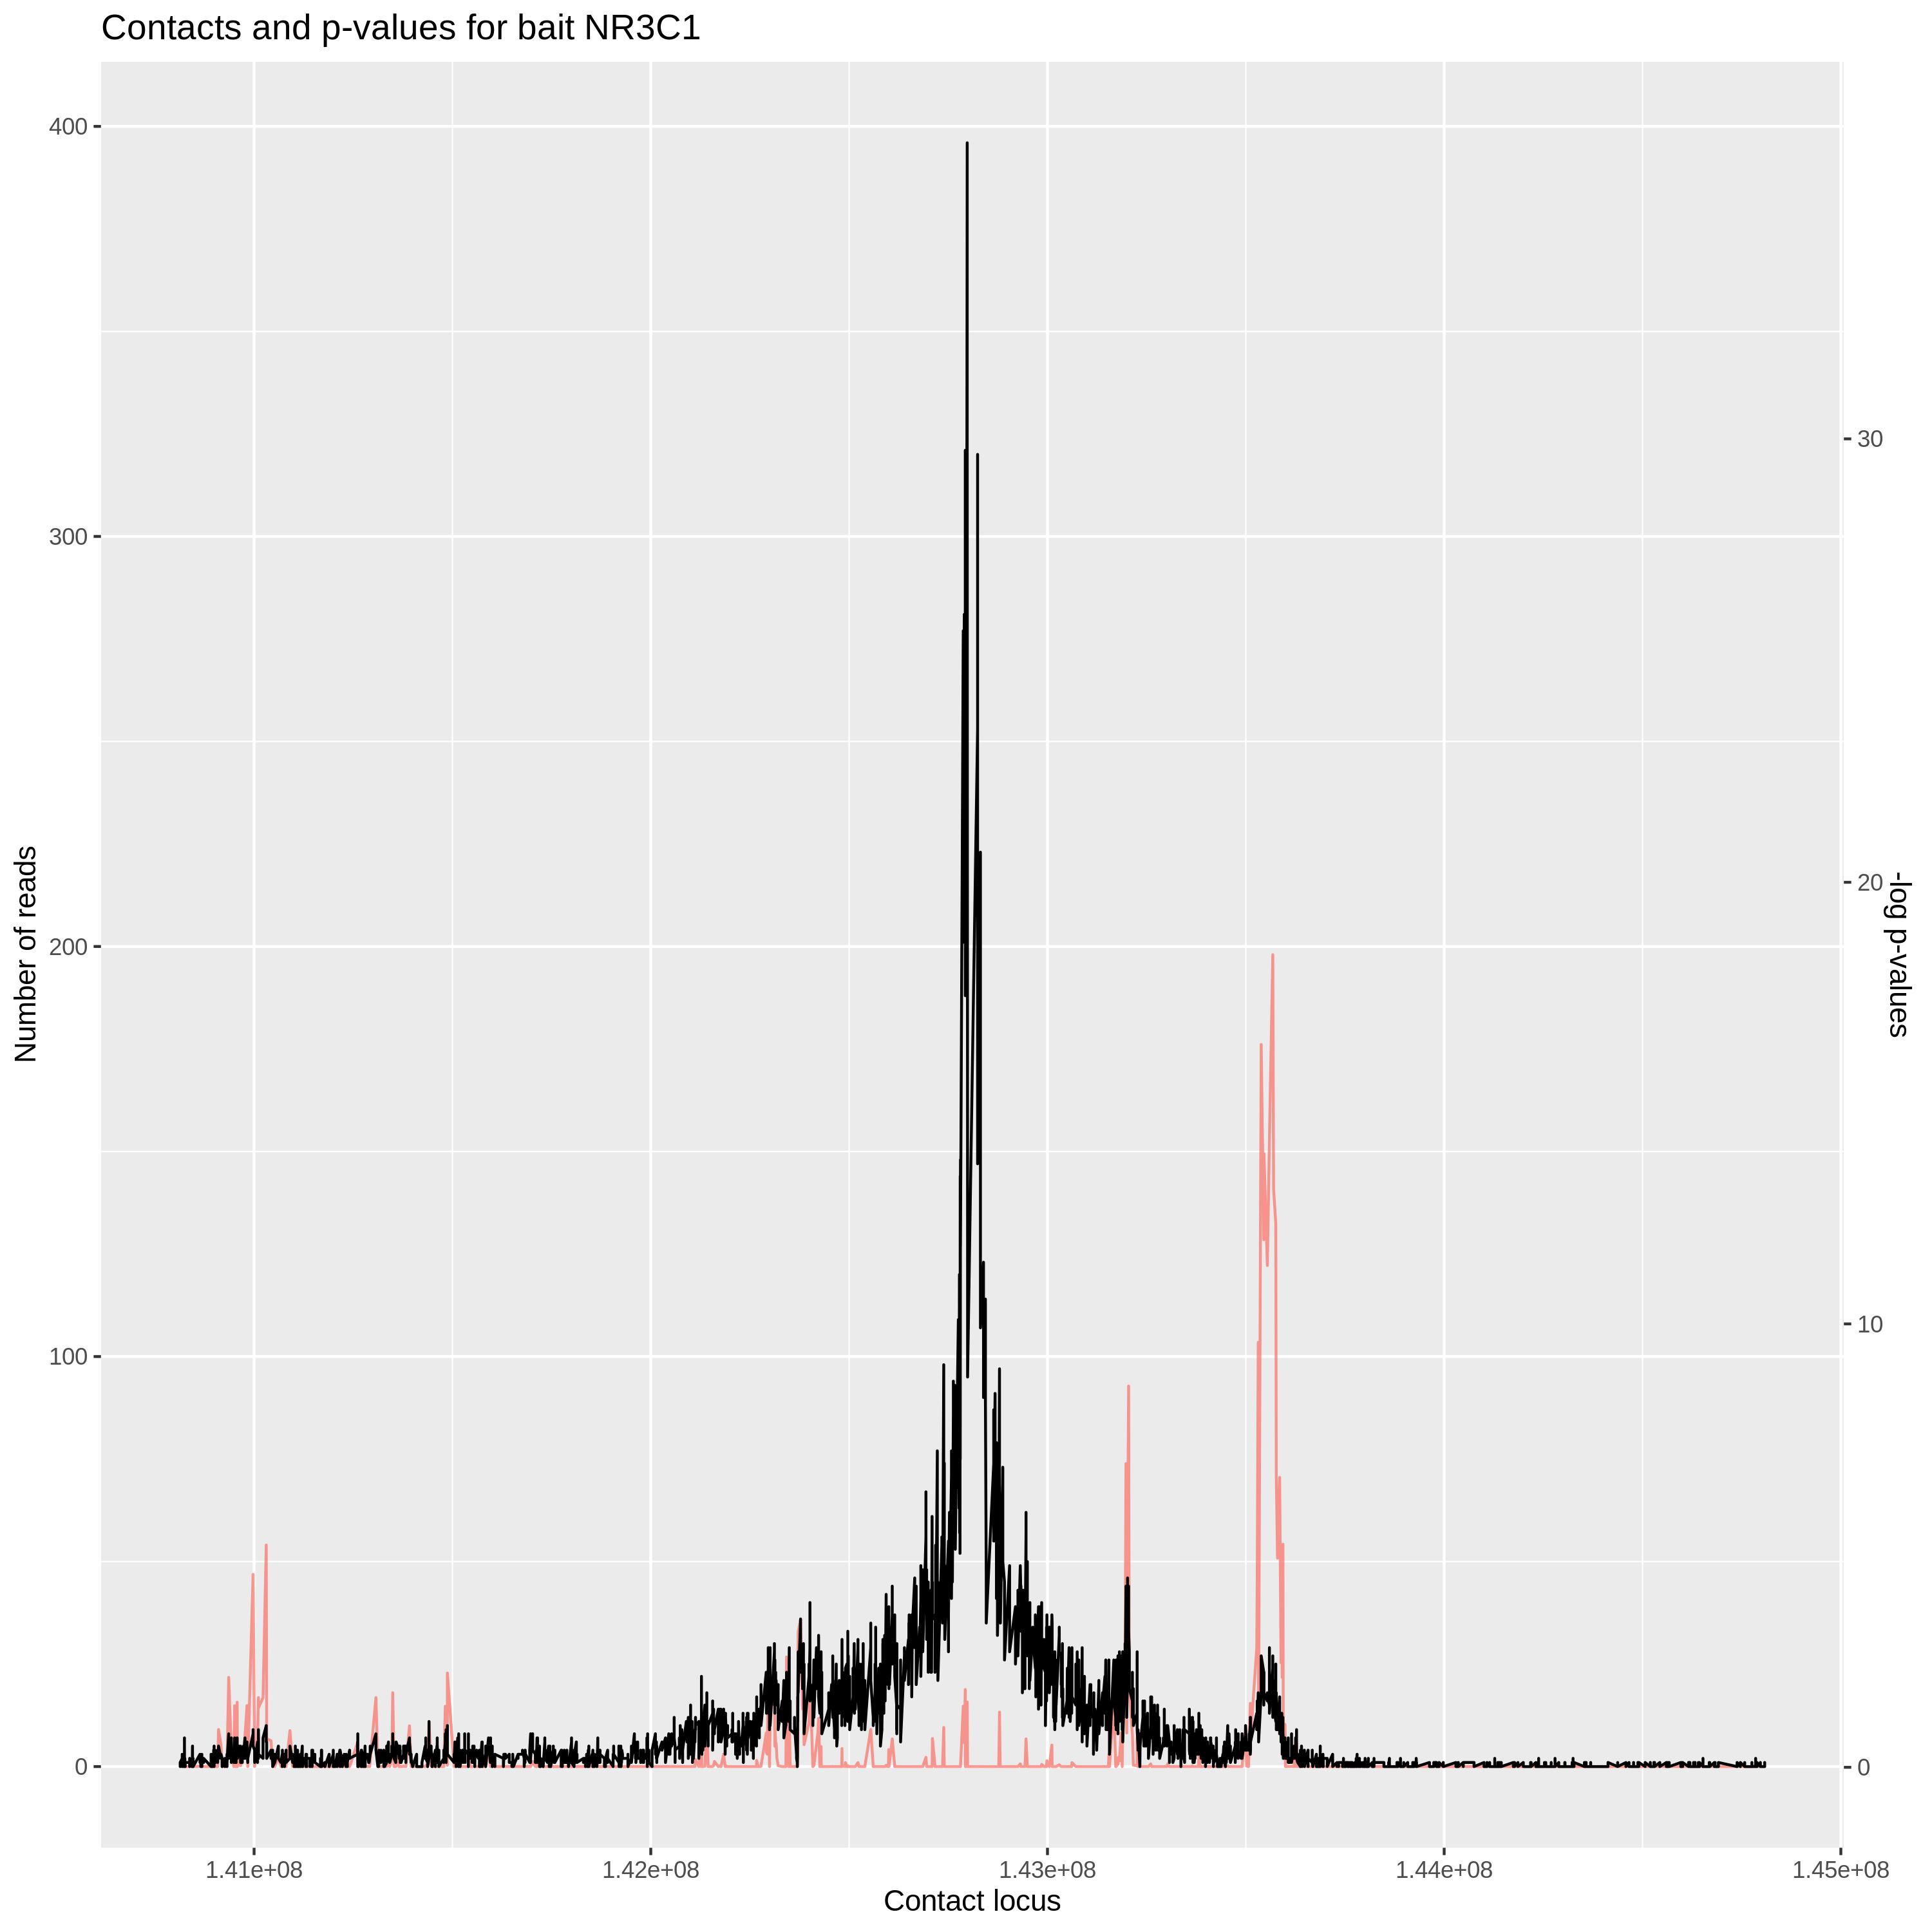 Contacts and p-values for bait NR3C1
Number of reads
400
300
200
100
0
30
20
10
0
-log p-values
1.41e+08 1.42e+08 1.43e+08 1.44e+08 1.45e+08
Contact locus